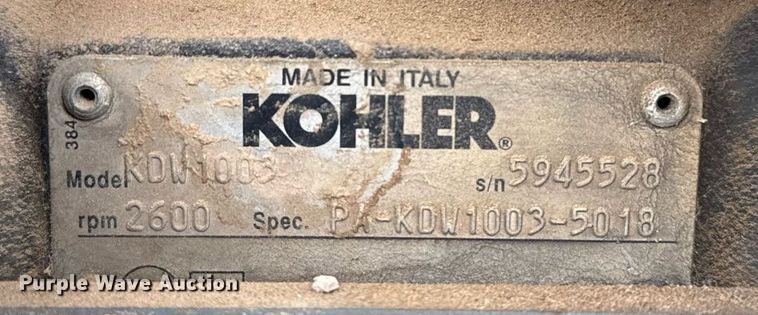 MADE IN ITALY
KOHLER®
384
Model KDW1003 s/n 5945528
rpm 2600 Spec. PA-KDW1003-5018
Purple Wave Auction